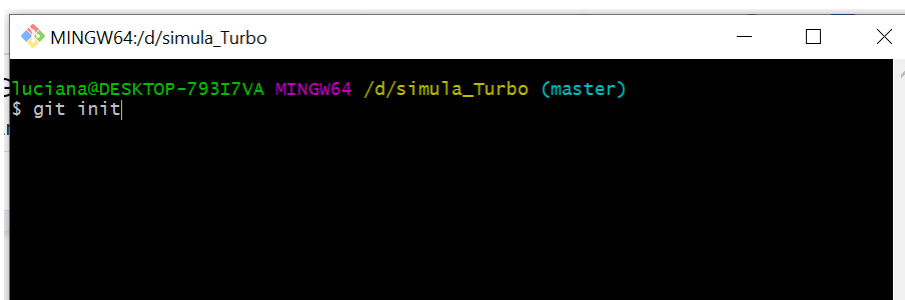 MINGW64:/d/simula_Turbo
luciana@DESKTOP-793I7VA MINGW64 /d/simula_Turbo (master)
$ git init